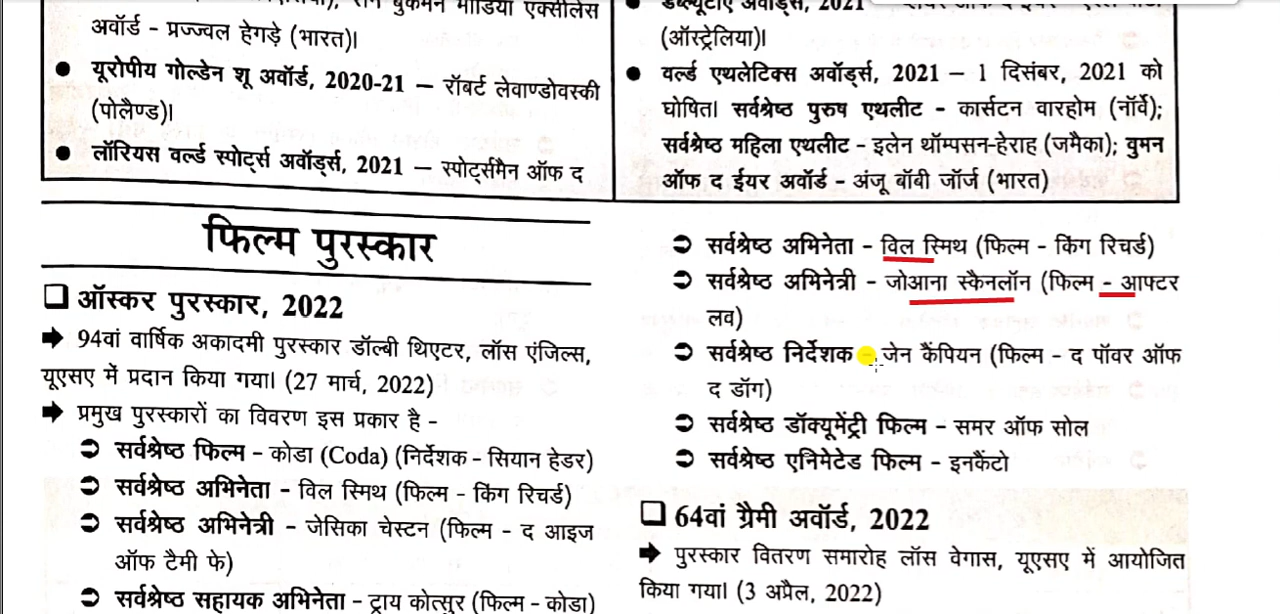 बुकमन मीडिया एक्सीलेंस
अवॉर्ड - प्रज्ज्वल हेगड़े (भारत)।
● यूरोपीय गोल्डेन शू अवॉर्ड, 2020-21 – रॉबर्ट लेवाण्डोवस्की
(पोलैण्ड)।
● लॉरियस वर्ल्ड स्पोर्ट्स अवॉर्ड्स, 2021 – स्पोर्ट्समैन ऑफ द
अवॉर्ड्स, 2021
(ऑस्ट्रेलिया)।
● वर्ल्ड एथलेटिक्स अवॉर्ड्स, 2021 – 1 दिसंबर, 2021 को
घोषित। सर्वश्रेष्ठ पुरुष एथलीट - कार्सटन वारहोम (नॉर्वे);
सर्वश्रेष्ठ महिला एथलीट - इलेन थॉम्पसन-हेराह (जमैका); वुमन
ऑफ द ईयर अवॉर्ड - अंजू बॉबी जॉर्ज (भारत)
फिल्म पुरस्कार
❑ ऑस्कर पुरस्कार, 2022
➡ 94वां वार्षिक अकादमी पुरस्कार डॉल्बी थिएटर, लॉस एंजिल्स,
यूएसए में प्रदान किया गया। (27 मार्च, 2022)
➡ प्रमुख पुरस्कारों का विवरण इस प्रकार है -
➲ सर्वश्रेष्ठ फिल्म - कोडा (Coda) (निर्देशक - सियान हेडर)
➲ सर्वश्रेष्ठ अभिनेता - विल स्मिथ (फिल्म - किंग रिचर्ड)
➲ सर्वश्रेष्ठ अभिनेत्री - जेसिका चेस्टन (फिल्म - द आइज
ऑफ टैमी फे)
➲ सर्वश्रेष्ठ सहायक अभिनेता - ट्राय कोत्सुर (फिल्म - कोडा)
➲ सर्वश्रेष्ठ अभिनेता - विल स्मिथ (फिल्म - किंग रिचर्ड)
➲ सर्वश्रेष्ठ अभिनेत्री - जोआना स्कैनलॉन (फिल्म - आफ्टर
लव)
➲ सर्वश्रेष्ठ निर्देशक - जेन कैंपियन (फिल्म - द पॉवर ऑफ
द डॉग)
➲ सर्वश्रेष्ठ डॉक्यूमेंट्री फिल्म - समर ऑफ सोल
➲ सर्वश्रेष्ठ एनिमेटेड फिल्म - इनकैंटो
❑ 64वां ग्रैमी अवॉर्ड, 2022
➡ पुरस्कार वितरण समारोह लॉस वेगास, यूएसए में आयोजित
किया गया। (3 अप्रैल, 2022)